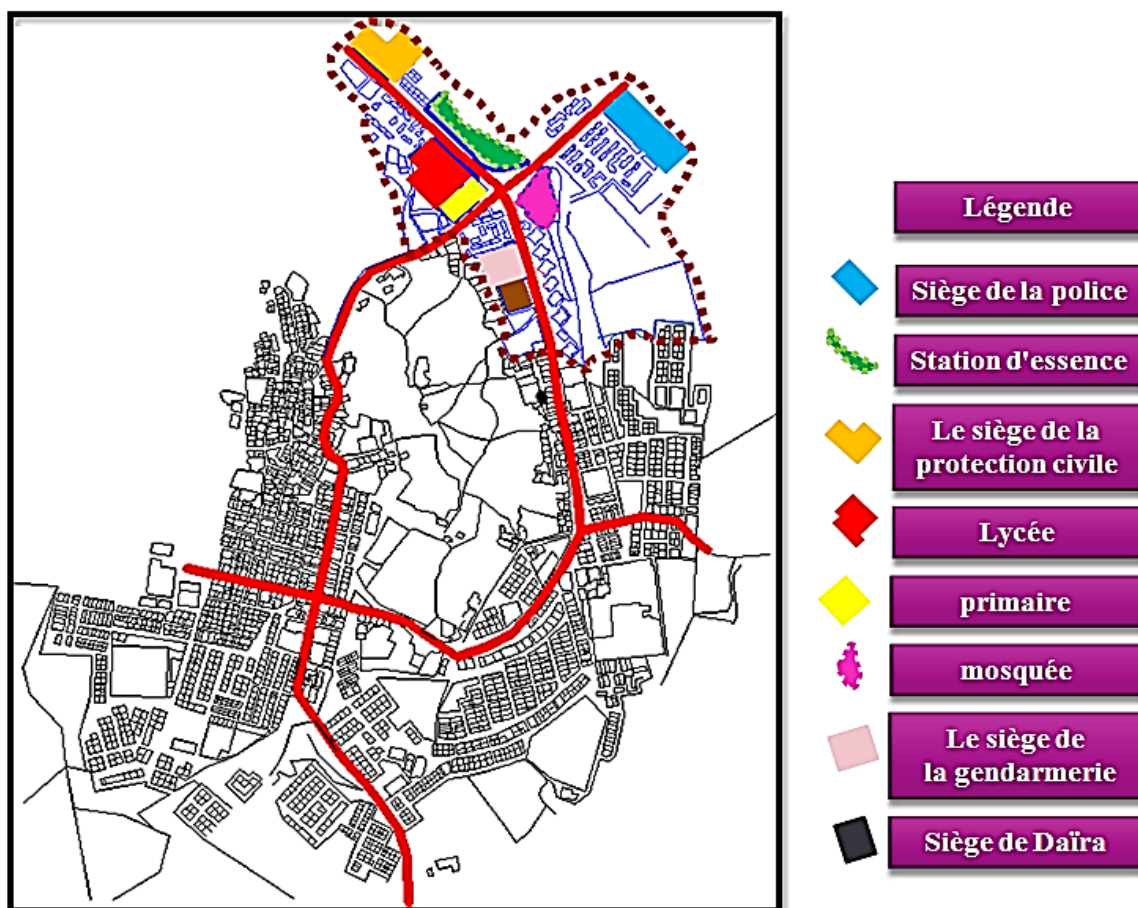 Légende
Siège de la police
Station d'essence
Le siège de la
protection civile
Lycée
primaire
mosquée
Le siège de
la gendarmerie
Siège de Daïra